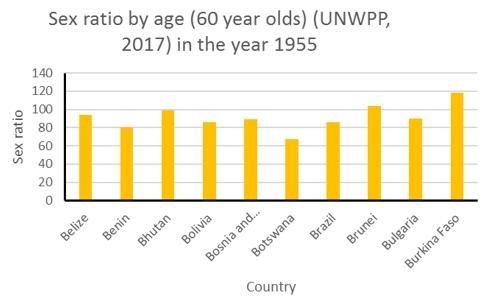 Sex ratio by age (60 year olds) (UNWPP,
2017) in the year 1955
140
120
100
80
60
40
20
0
Sex ratio
Belize
Benin
Bhutan
Bolivia
Bosnia and...
Botswana
Brazil
Brunei
Bulgaria
Burkina Faso
Country